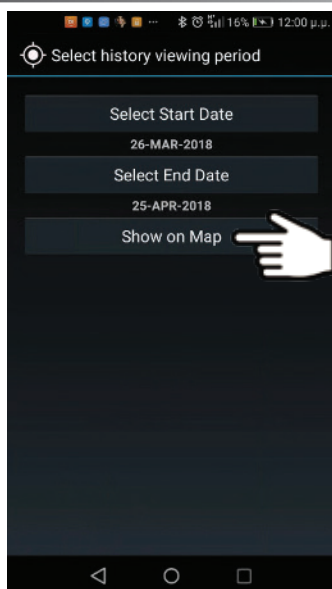 16% 12:00 μ.μ.
Select history viewing period
Select Start Date
26-MAR-2018
Select End Date
25-APR-2018
Show on Map